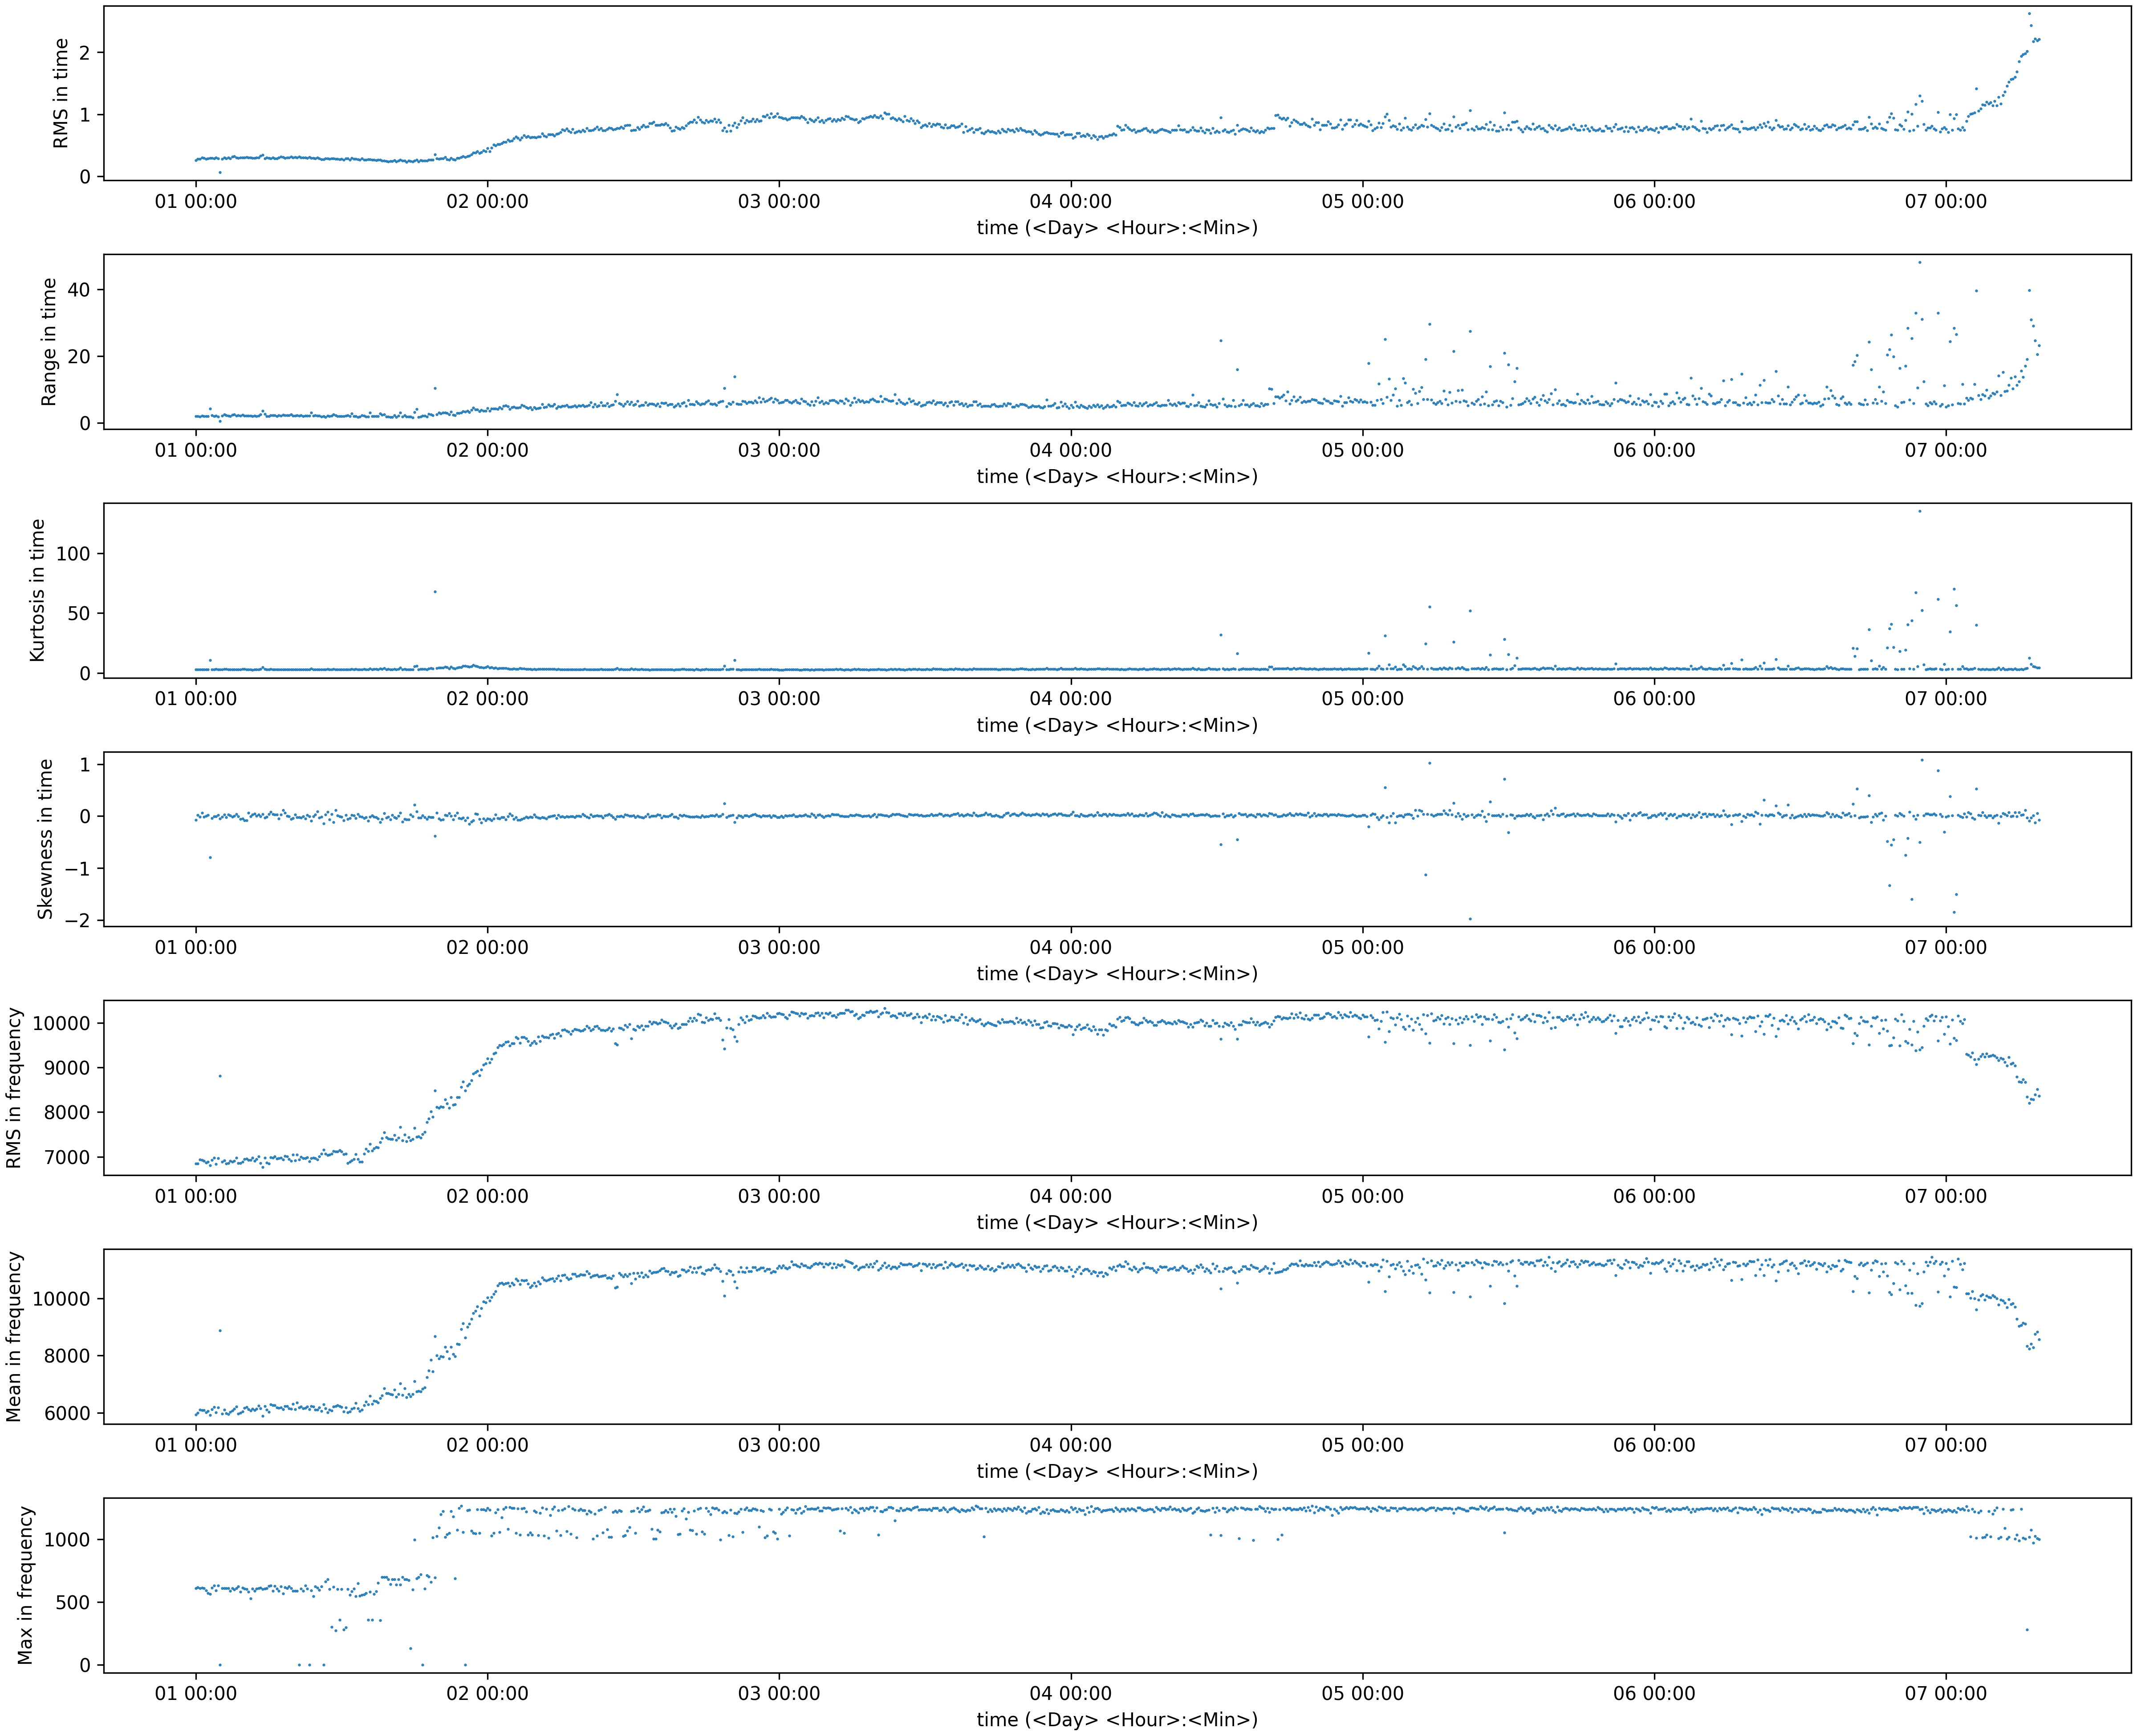 RMS in time
2
1
0
01 00:00 02 00:00 03 00:00 04 00:00 05 00:00 06 00:00 07 00:00
time (<Day> <Hour>:<Min>)
Range in time
40
20
0
01 00:00 02 00:00 03 00:00 04 00:00 05 00:00 06 00:00 07 00:00
time (<Day> <Hour>:<Min>)
Kurtosis in time
100
50
0
01 00:00 02 00:00 03 00:00 04 00:00 05 00:00 06 00:00 07 00:00
time (<Day> <Hour>:<Min>)
Skewness in time
1
0
−1
−2
01 00:00 02 00:00 03 00:00 04 00:00 05 00:00 06 00:00 07 00:00
time (<Day> <Hour>:<Min>)
RMS in frequency
10000
9000
8000
7000
01 00:00 02 00:00 03 00:00 04 00:00 05 00:00 06 00:00 07 00:00
time (<Day> <Hour>:<Min>)
Mean in frequency
10000
8000
6000
01 00:00 02 00:00 03 00:00 04 00:00 05 00:00 06 00:00 07 00:00
time (<Day> <Hour>:<Min>)
Max in frequency
1000
500
0
01 00:00 02 00:00 03 00:00 04 00:00 05 00:00 06 00:00 07 00:00
time (<Day> <Hour>:<Min>)